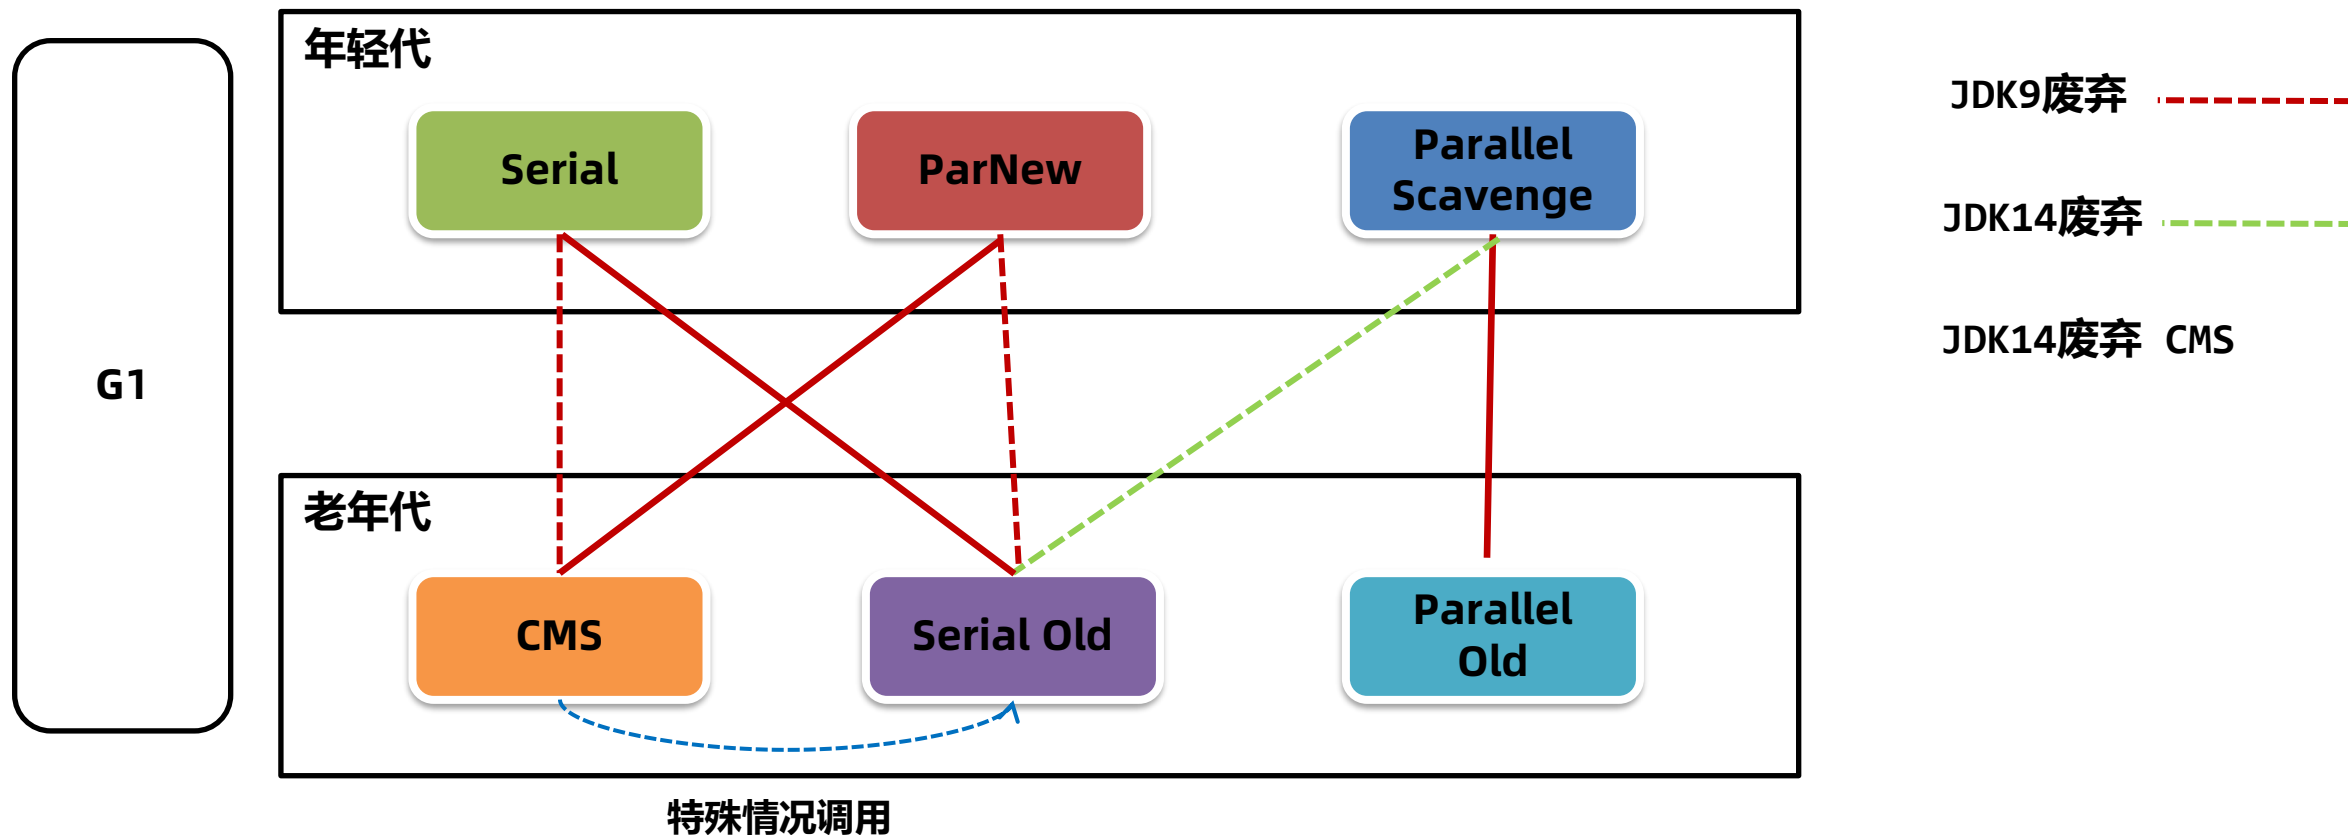 年轻代
Serial
ParNew
Parallel
Scavenge
G1
老年代
CMS
Serial Old
Parallel
Old
特殊情况调用
JDK9废弃
JDK14废弃
JDK14废弃 CMS